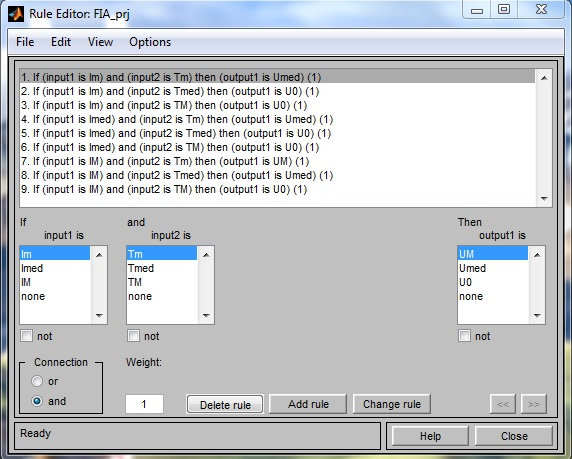 Rule Editor: FIA_prj
File Edit View Options
1. If (input1 is Im) and (input2 is Tm) then (output1 is Umed) (1)
2. If (input1 is Im) and (input2 is Tmed) then (output1 is U0) (1)
3. If (input1 is Im) and (input2 is TM) then (output1 is U0) (1)
4. If (input1 is Imed) and (input2 is Tm) then (output1 is Umed) (1)
5. If (input1 is Imed) and (input2 is Tmed) then (output1 is U0) (1)
6. If (input1 is Imed) and (input2 is TM) then (output1 is U0) (1)
7. If (input1 is IM) and (input2 is Tm) then (output1 is UM) (1)
8. If (input1 is IM) and (input2 is Tmed) then (output1 is Umed) (1)
9. If (input1 is IM) and (input2 is TM) then (output1 is U0) (1)
If and Then
input1 is input2 is output1 is
Im Tm UM
Imed Tmed Umed
IM TM U0
none none none
not not not
Connection Weight:
or
and 1 Delete rule Add rule Change rule << >>
Ready Help Close